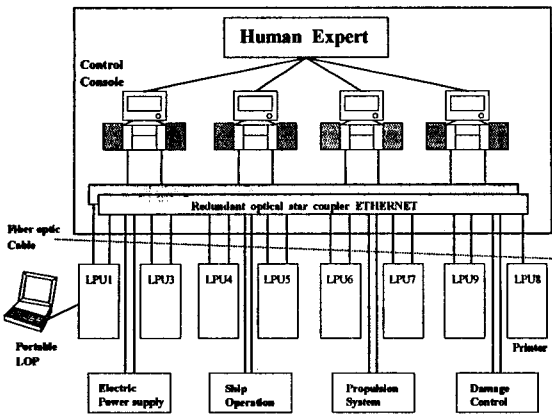 Human Expert
Control
Console
Redundant optical star coupler ETHERNET
Fiber optic
Cable
LPU1
LPU3
LPU4
LPU5
LPU6
LPU7
LPU9
LPU8
Portable
LOP
Printer
Electric
Power supply
Ship
Operation
Propulsion
System
Damage
Control